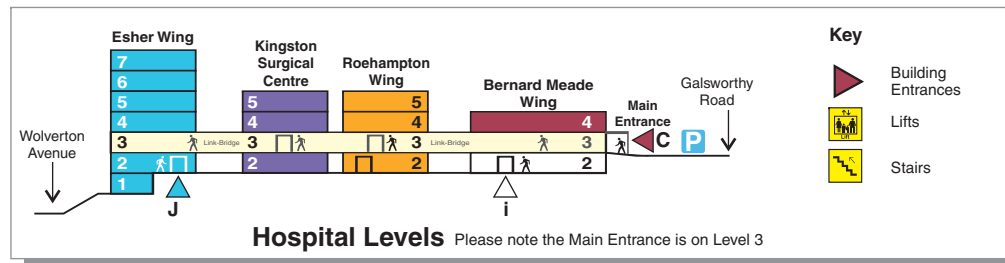 Esher Wing
Kingston
Surgical
Centre
Roehampton
Wing
Bernard Meade
Wing
Main
Entrance
Galsworthy
Road
Wolverton
Avenue
7
6
5
4
3
2
1
5
4
3
2
5
4
3
2
4
3
2
Link-Bridge
Link-Bridge
C
P
J
i
Key
Building
Entrances
LIFT
Lifts
Stairs
Hospital Levels Please note the Main Entrance is on Level 3